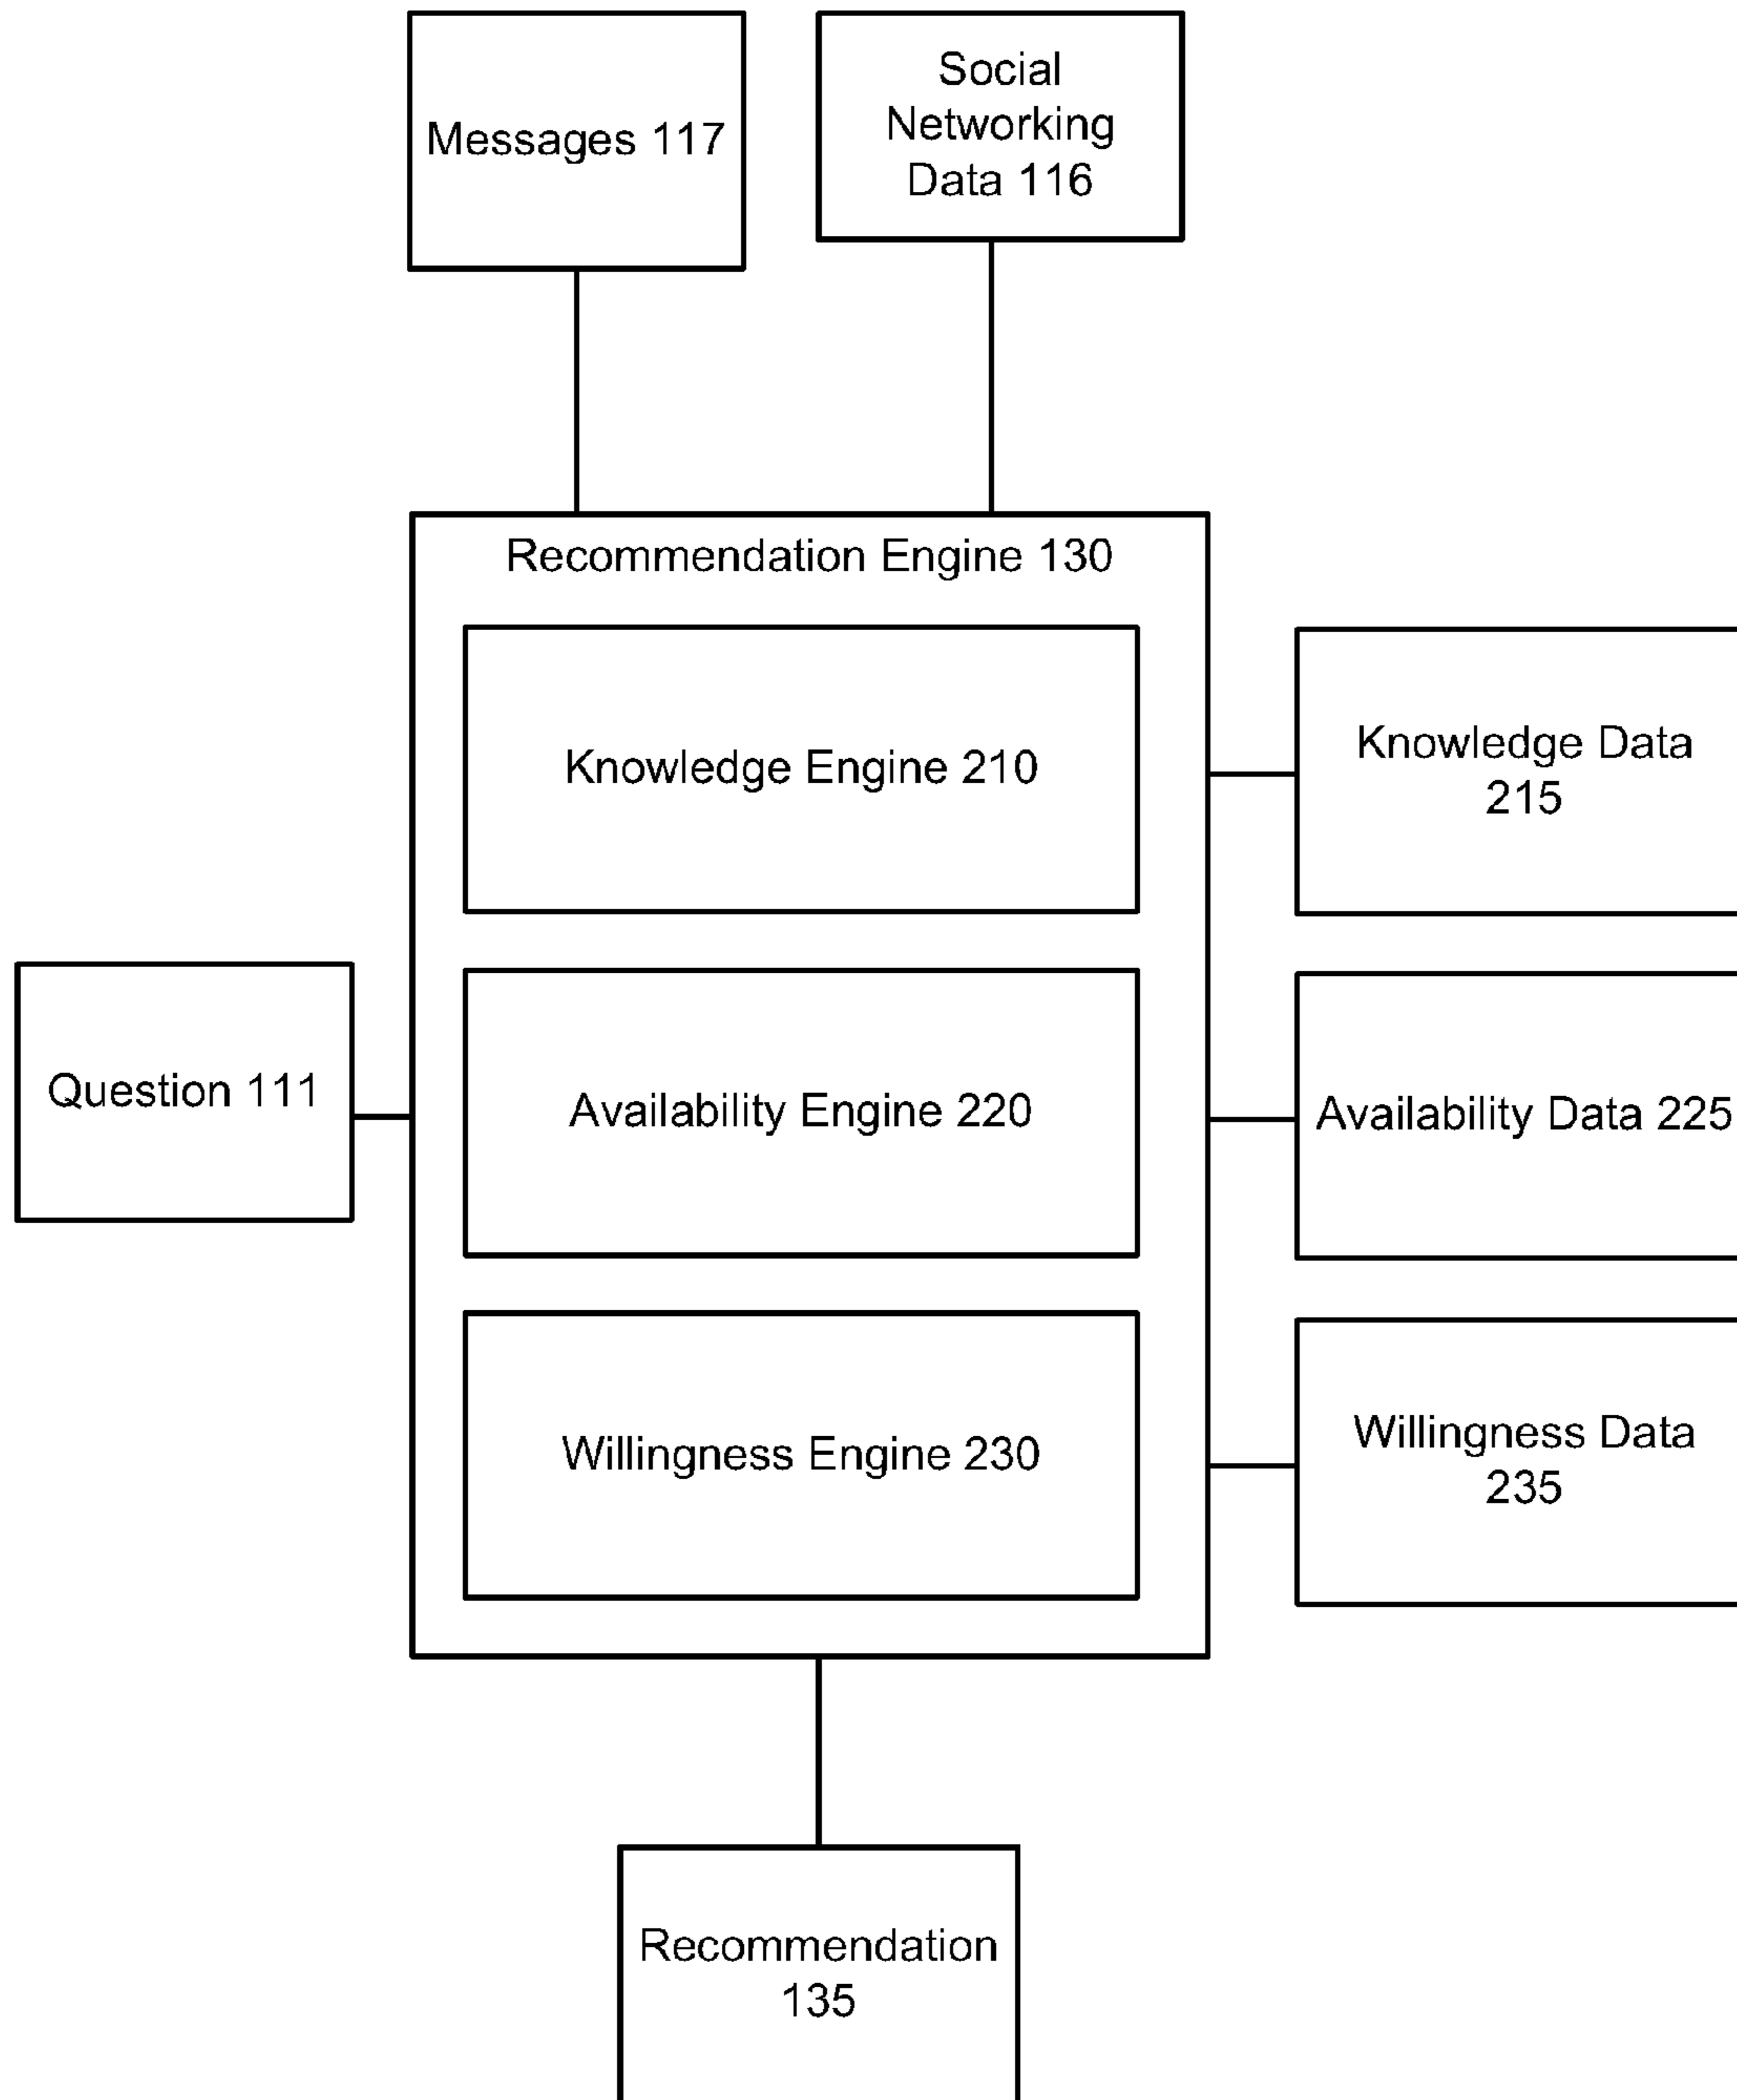 Messages 117
Social
Networking
Data 116
Recommendation Engine 130
Knowledge Engine 210
Knowledge Data
215
Question 111
Availability Engine 220
Availability Data 225
Willingness Engine 230
Willingness Data
235
Recommendation
135